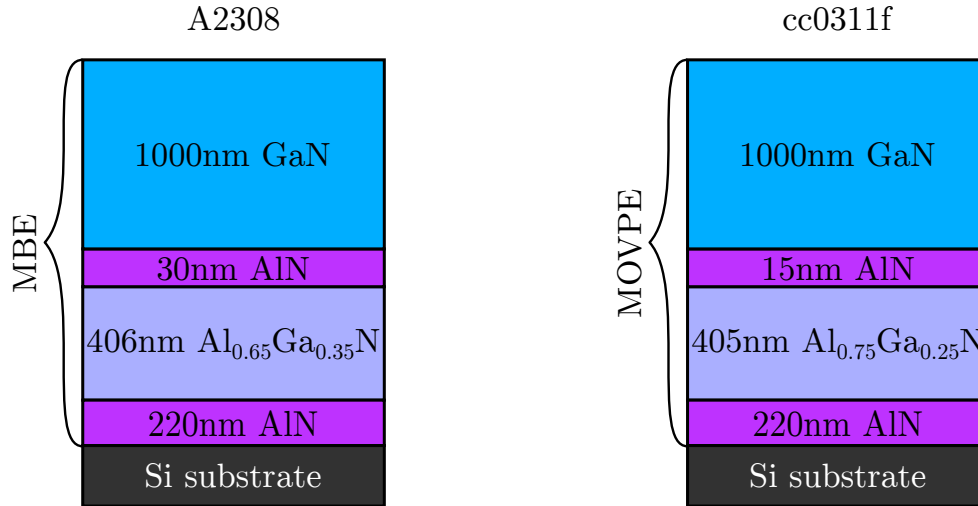 A2308
MBE
1000nm GaN
30nm AlN
406nm Al₀.₆₅Ga₀.₃₅N
220nm AlN
Si substrate
cc0311f
MOVPE
1000nm GaN
15nm AlN
405nm Al₀.₇₅Ga₀.₂₅N
220nm AlN
Si substrate